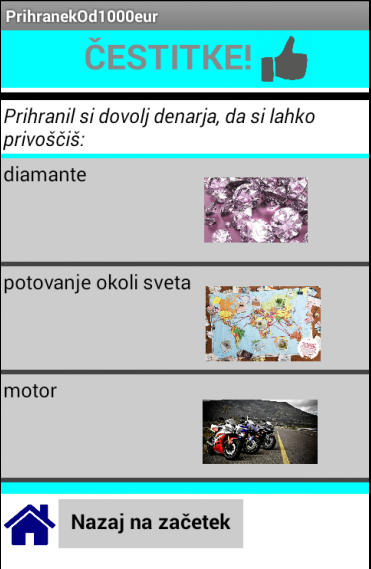 PrihranekOd1000eur
ČESTITKE!
Prihranil si dovolj denarja, da si lahko
privoščiš:
diamante
potovanje okoli sveta
motor
Nazaj na začetek